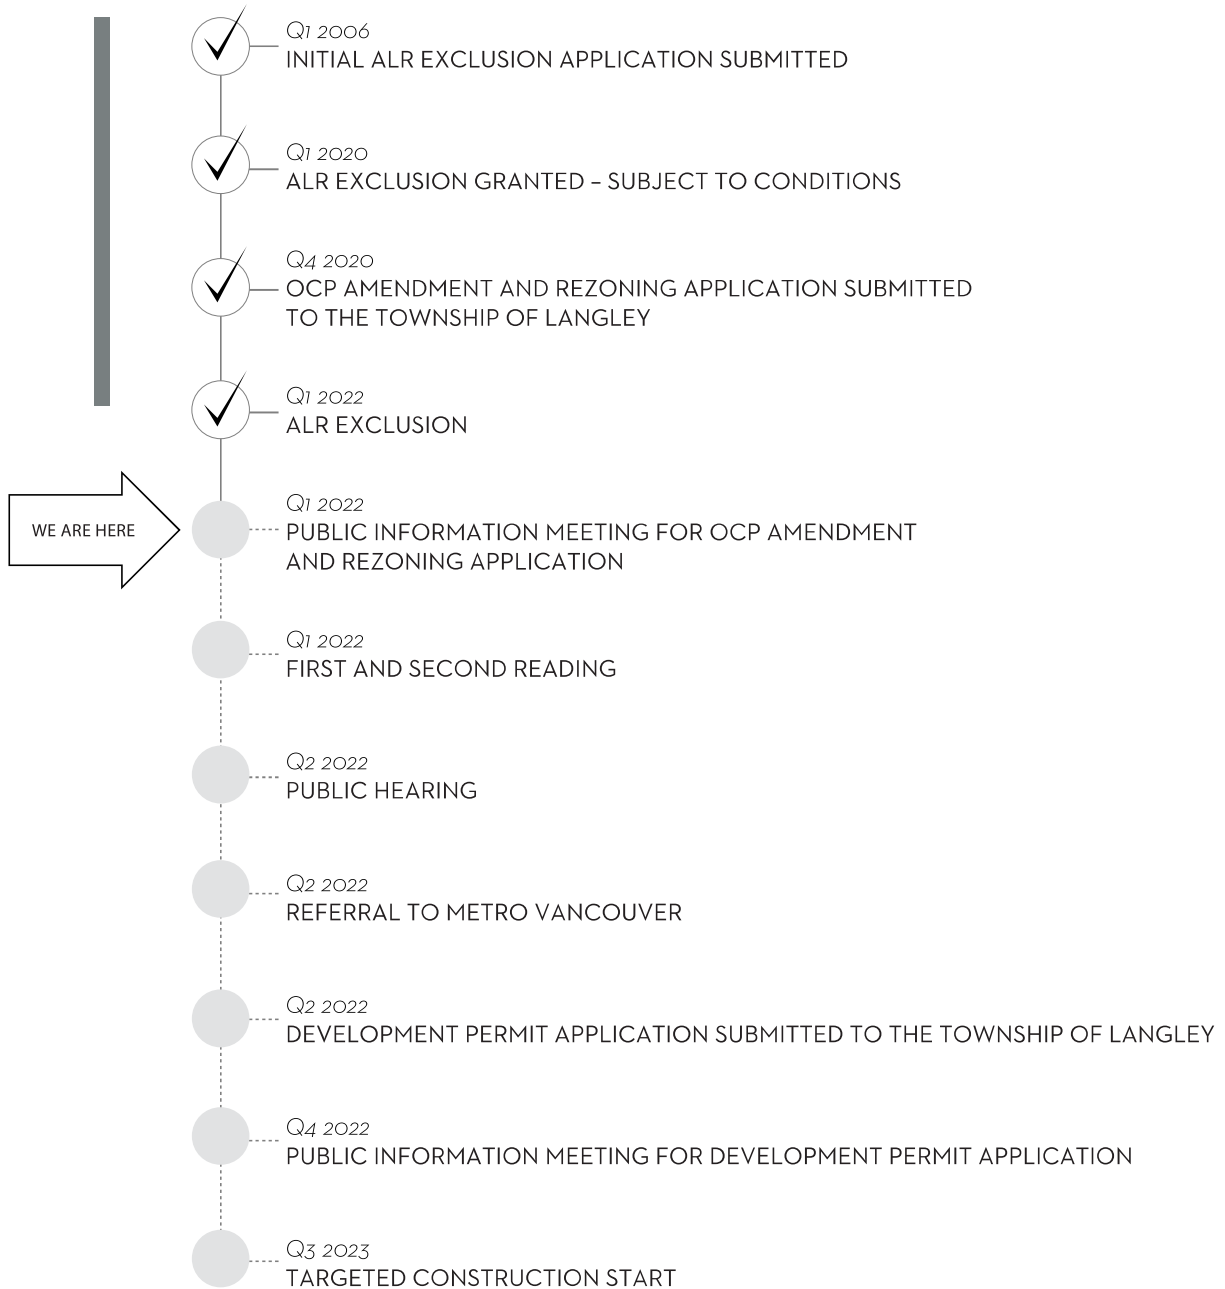 Q1 2006
INITIAL ALR EXCLUSION APPLICATION SUBMITTED
Q1 2020
ALR EXCLUSION GRANTED – SUBJECT TO CONDITIONS
Q4 2020
OCP AMENDMENT AND REZONING APPLICATION SUBMITTED
TO THE TOWNSHIP OF LANGLEY
Q1 2022
ALR EXCLUSION
WE ARE HERE
Q1 2022
PUBLIC INFORMATION MEETING FOR OCP AMENDMENT
AND REZONING APPLICATION
Q1 2022
FIRST AND SECOND READING
Q2 2022
PUBLIC HEARING
Q2 2022
REFERRAL TO METRO VANCOUVER
Q2 2022
DEVELOPMENT PERMIT APPLICATION SUBMITTED TO THE TOWNSHIP OF LANGLEY
Q4 2022
PUBLIC INFORMATION MEETING FOR DEVELOPMENT PERMIT APPLICATION
Q3 2023
TARGETED CONSTRUCTION START